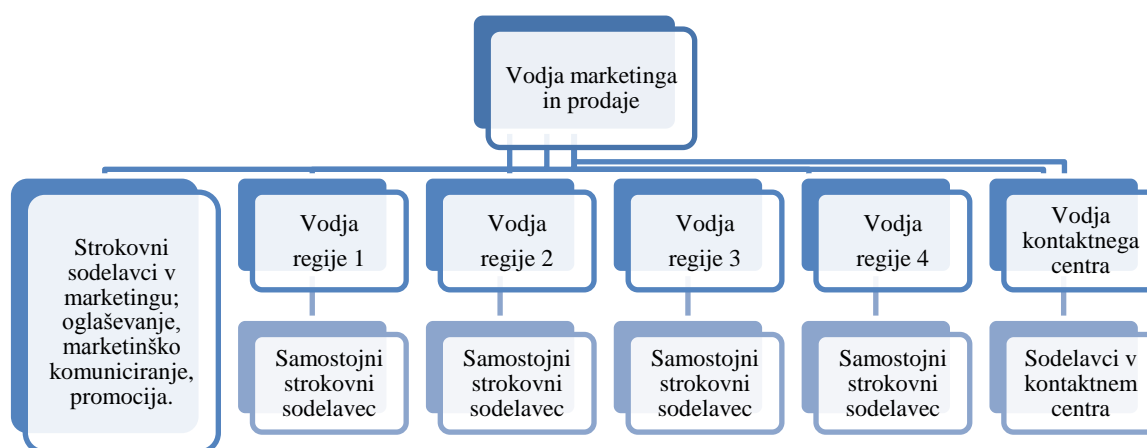 Vodja marketinga
in prodaje
Strokovni
sodelavci v
marketingu;
oglaševanje,
marketinško
komuniciranje,
promocija.
Vodja
regije 1
Vodja
regije 2
Vodja
regije 3
Vodja
regije 4
Vodja
kontaktnega
centra
Samostojni
strokovni
sodelavec
Samostojni
strokovni
sodelavec
Samostojni
strokovni
sodelavec
Samostojni
strokovni
sodelavec
Sodelavci v
kontaktnem
centra